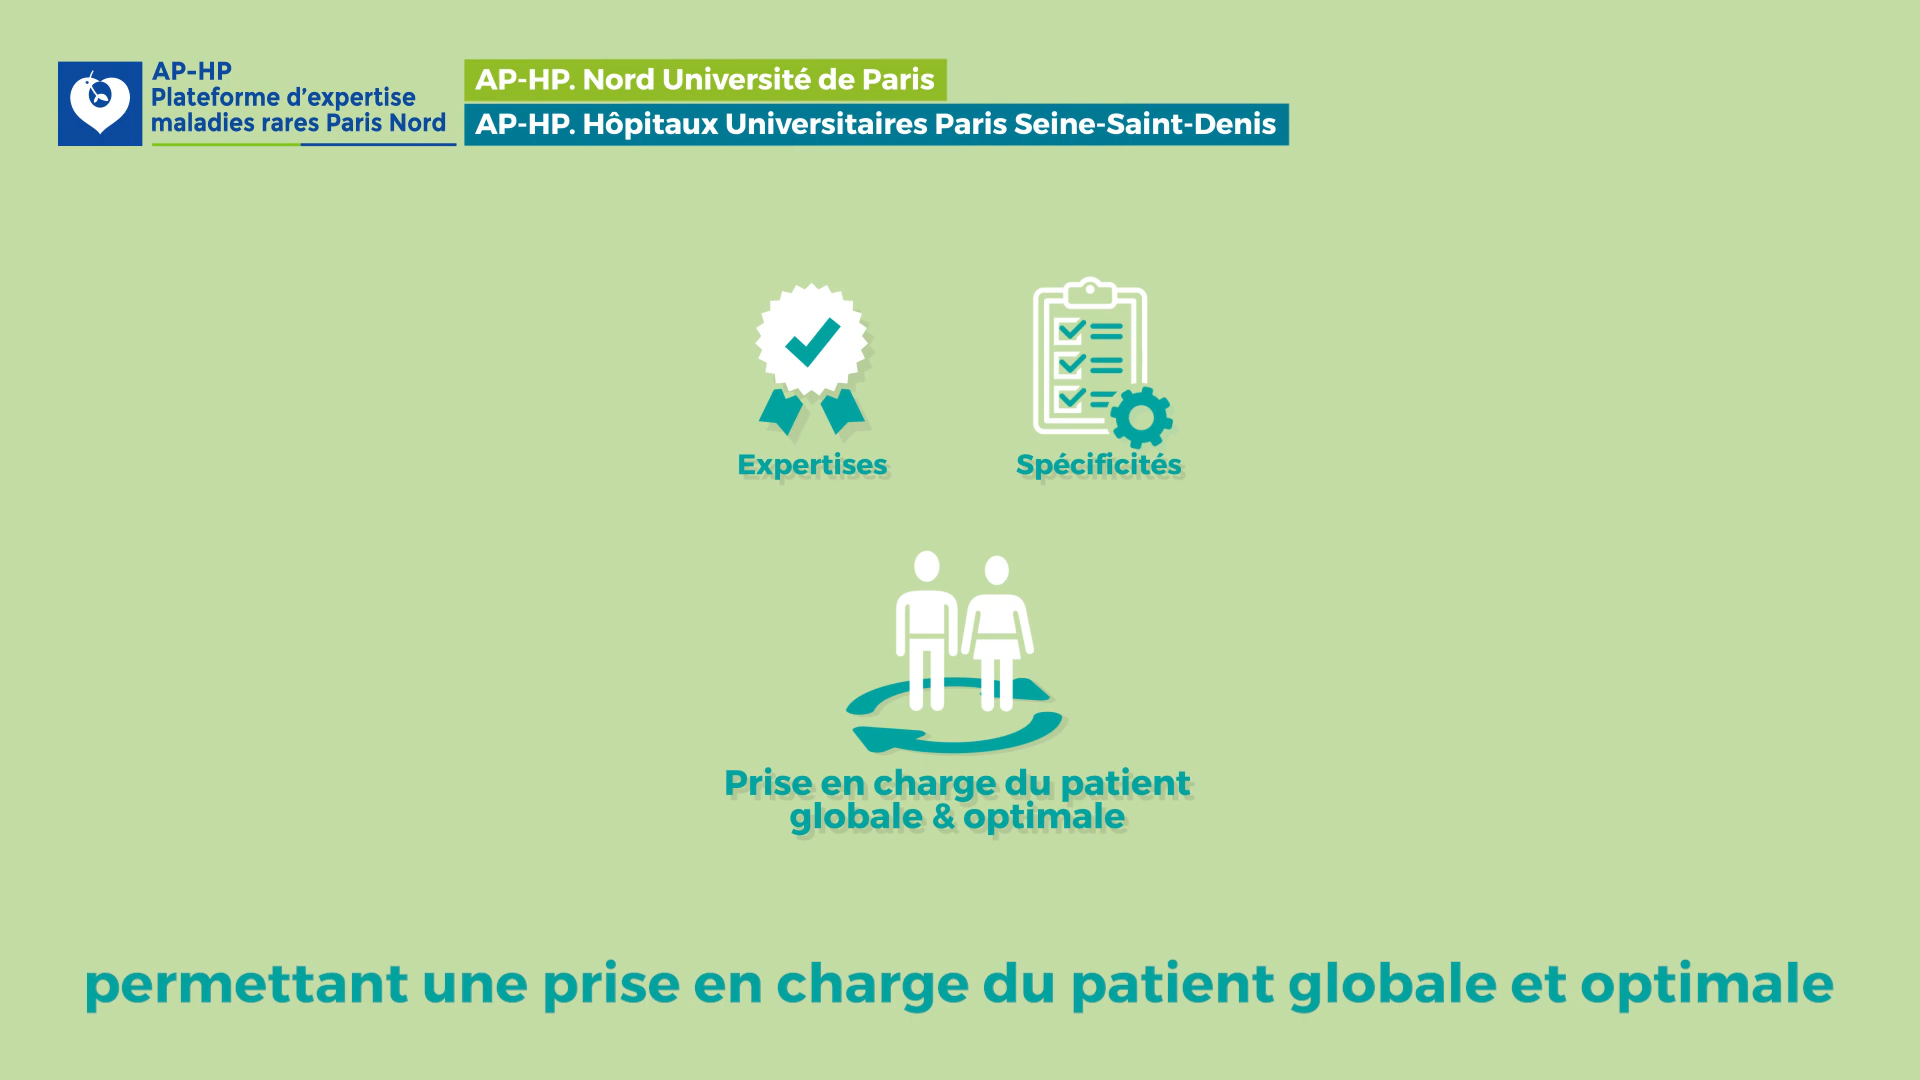 AP-HP
Plateforme d’expertise
maladies rares Paris Nord
AP-HP. Nord Université de Paris
AP-HP. Hôpitaux Universitaires Paris Seine-Saint-Denis
Expertises
Spécificités
Prise en charge du patient
globale & optimale
permettant une prise en charge du patient globale et optimale